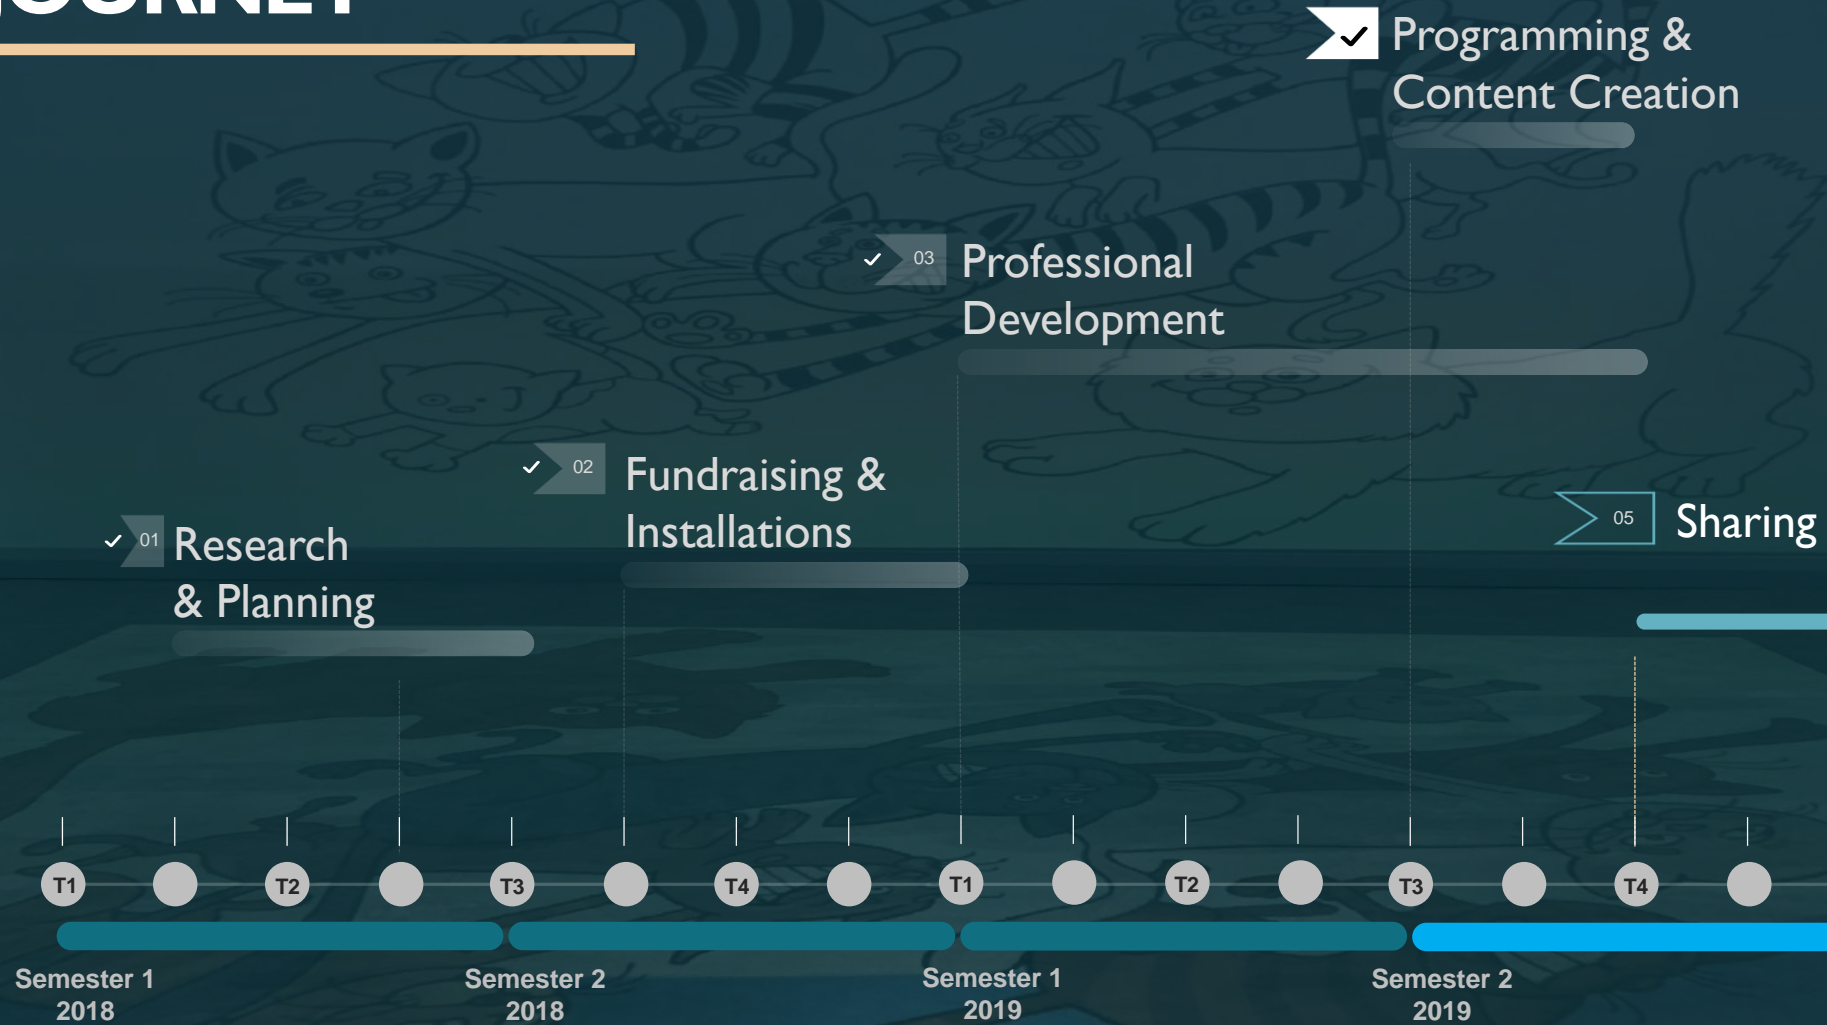 JOURNEY
Programming &
Content Creation
03
Professional
Development
02
Fundraising &
Installations
01
Research
& Planning
05
Sharing
T1
T2
T3
T4
T1
T2
T3
T4
Semester 1
2018
Semester 2
2018
Semester 1
2019
Semester 2
2019